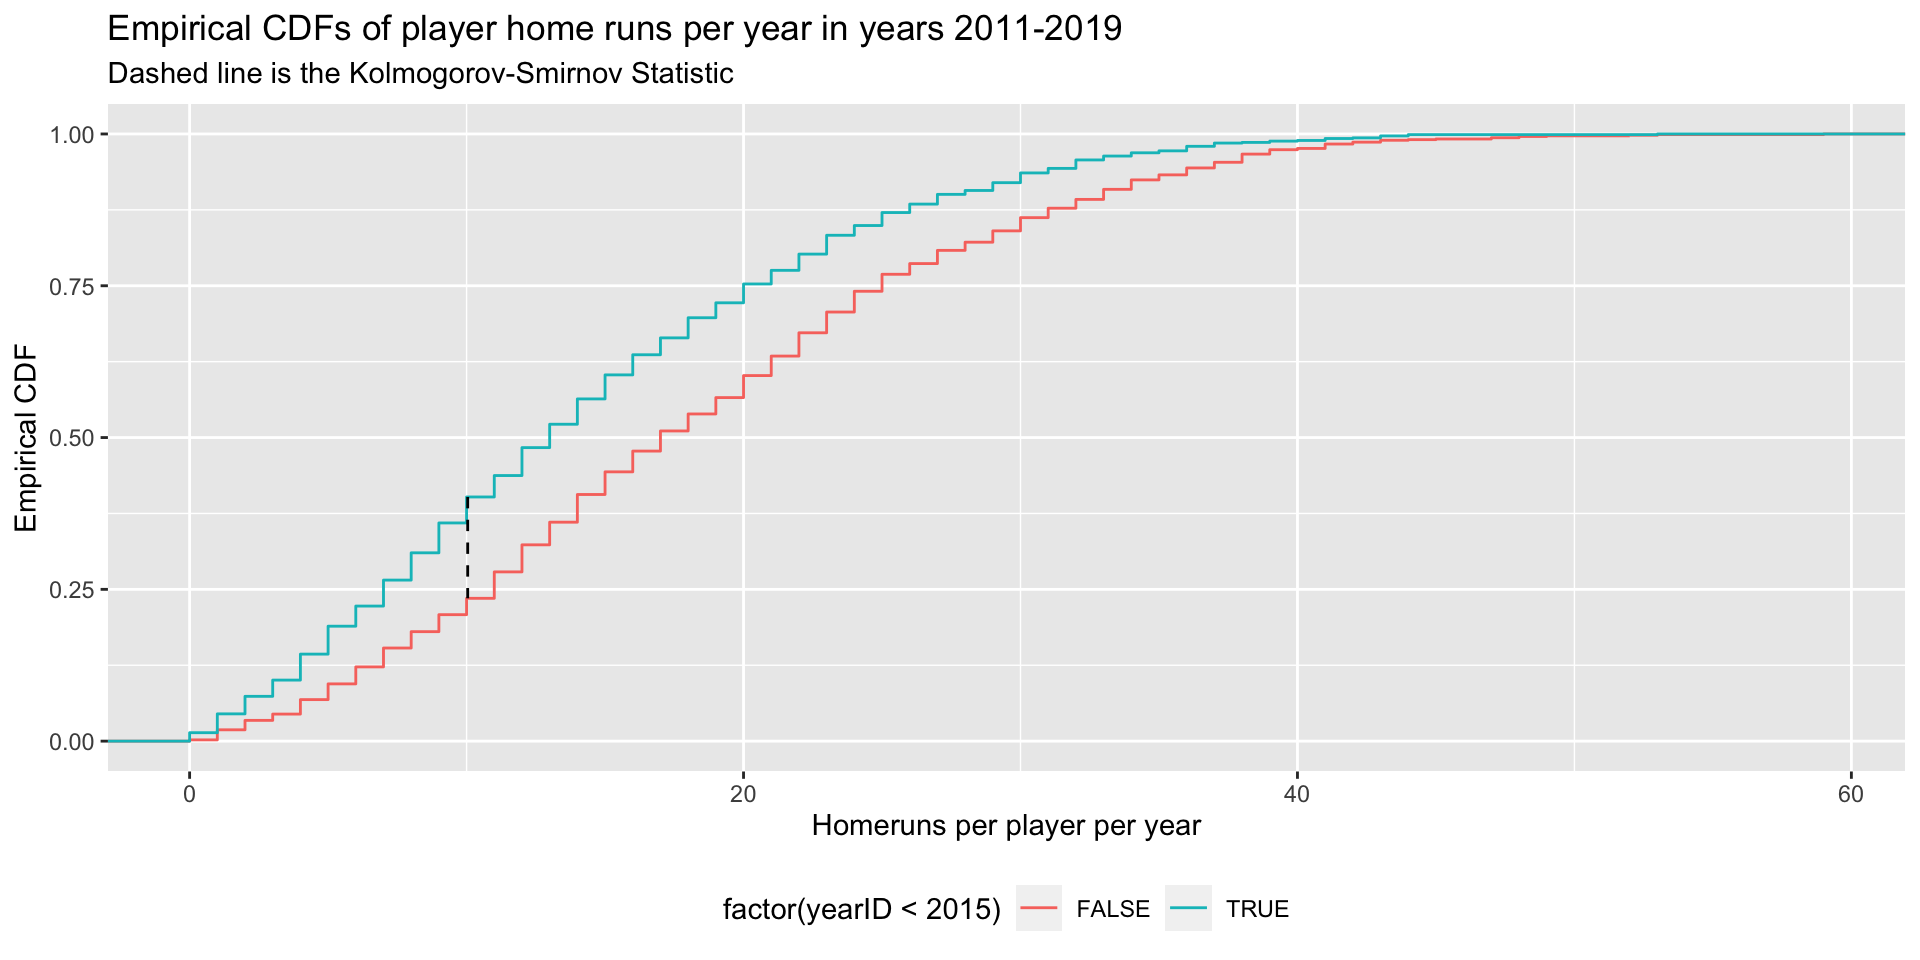 Empirical CDFs of player home runs per year in years 2011-2019
Dashed line is the Kolmogorov-Smirnov Statistic
Empirical CDF
1.00
0.75
0.50
0.25
0.00
0 20 40 60
Homeruns per player per year
factor(yearID < 2015) FALSE TRUE